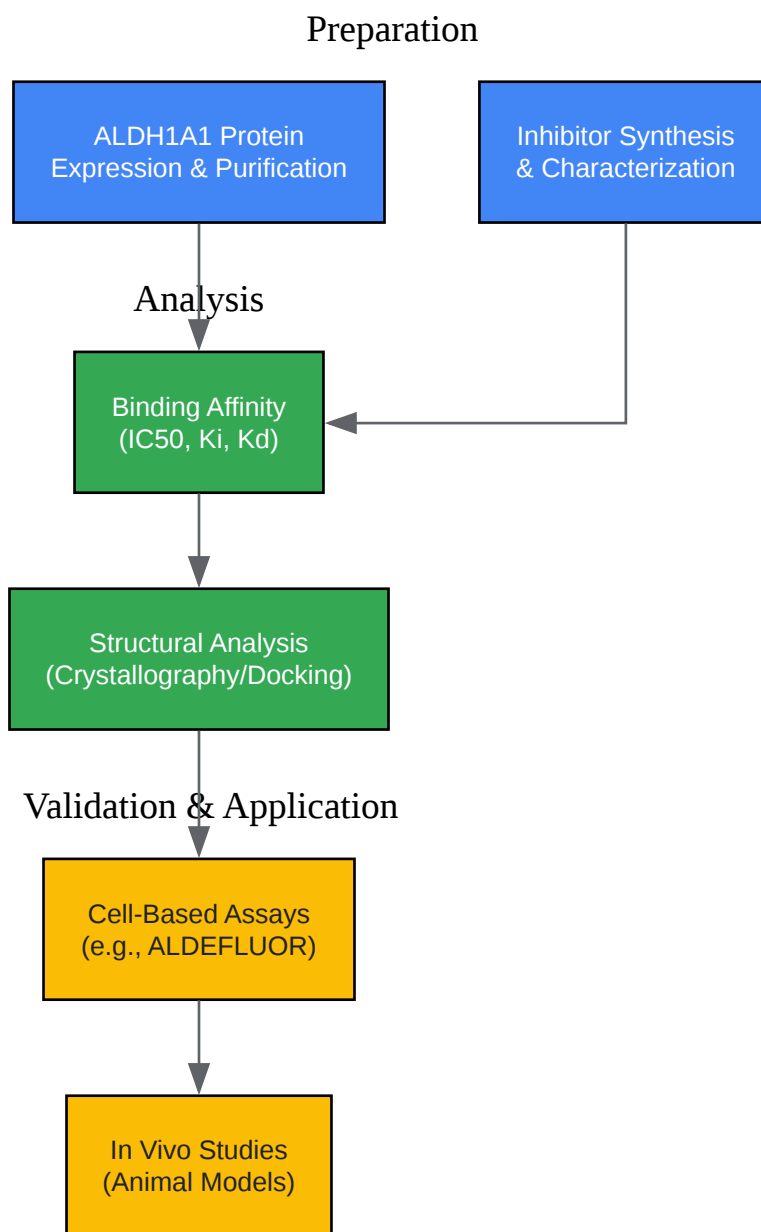 Preparation
ALDH1A1 Protein
Expression & Purification
Inhibitor Synthesis
& Characterization
Analysis
Binding Affinity
(IC50, Ki, Kd)
Structural Analysis
(Crystallography/Docking)
Validation & Application
Cell-Based Assays
(e.g., ALDEFLUOR)
In Vivo Studies
(Animal Models)